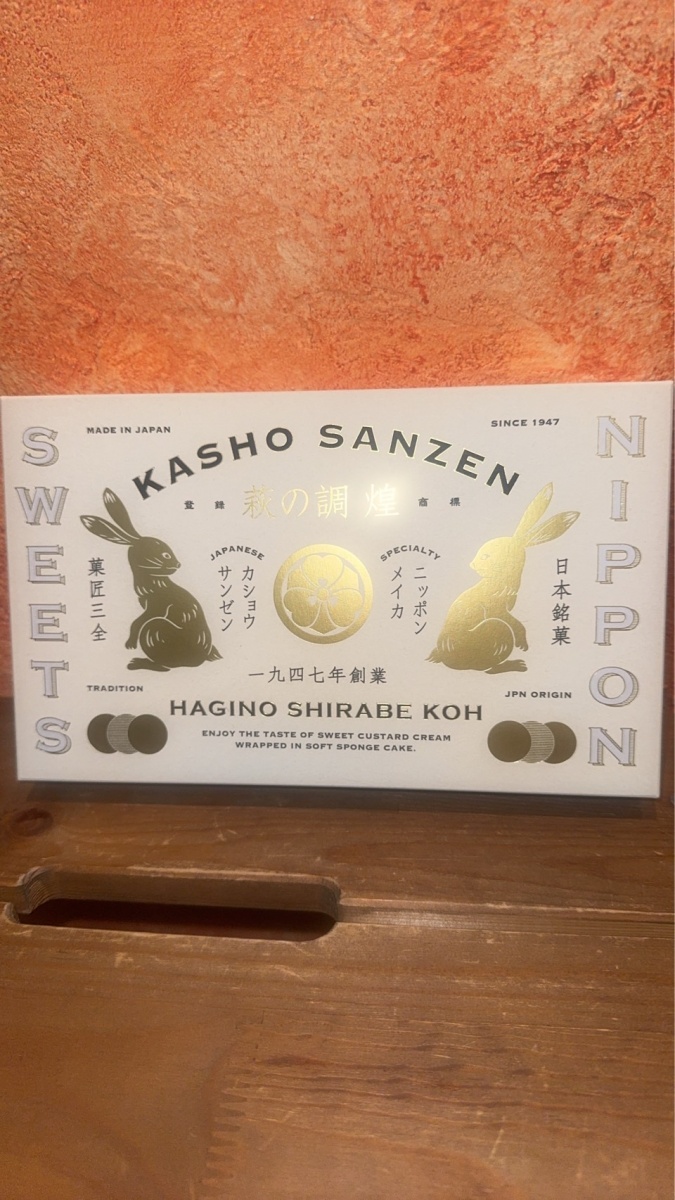 SWEETS
MADE IN JAPAN
SINCE 1947
NIPPON
KASHO SANZEN
登録 萩の調 煌 商標
菓匠三全
JAPANESE
カショウ
サンゼン
SPECIALTY
ニッポン
メイカ
日本銘菓
一九四七年創業
TRADITION
JPN ORIGIN
HAGINO SHIRABE KOH
ENJOY THE TASTE OF SWEET CUSTARD CREAM
WRAPPED IN SOFT SPONGE CAKE.